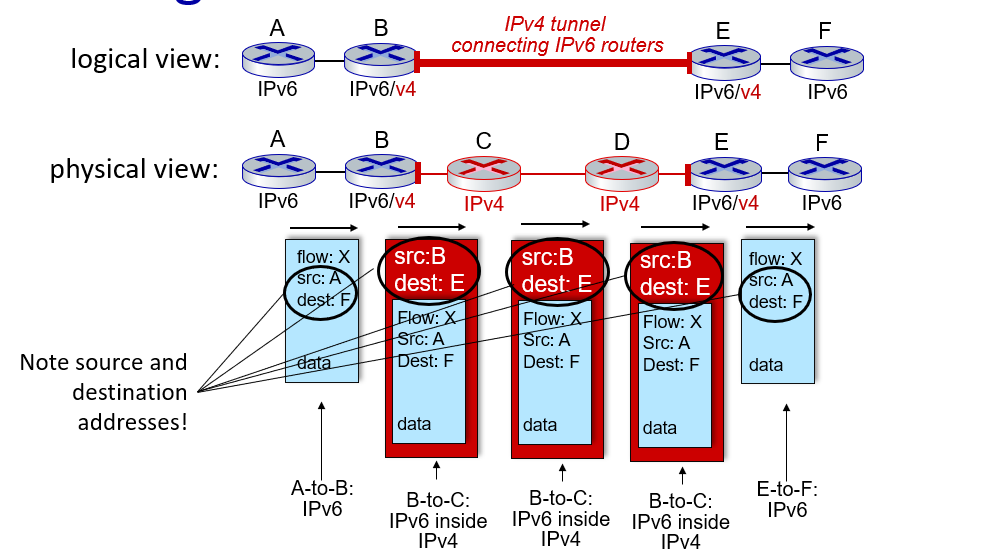 A B IPv4 tunnel E F
connecting IPv6 routers
logical view:
IPv6 IPv6/v4 IPv6/v4 IPv6
A B C D E F
physical view:
IPv6 IPv6/v4 IPv4 IPv4 IPv6/v4 IPv6
flow: X
src: A
dest: F
data
src:B
dest: E
Flow: X
Src: A
Dest: F
data
src:B
dest: E
Flow: X
Src: A
Dest: F
data
src:B
dest: E
Flow: X
Src: A
Dest: F
data
flow: X
src: A
dest: F
data
Note source and
destination
addresses!
A-to-B:
IPv6
B-to-C:
IPv6 inside
IPv4
B-to-C:
IPv6 inside
IPv4
B-to-C:
IPv6 inside
IPv4
E-to-F:
IPv6